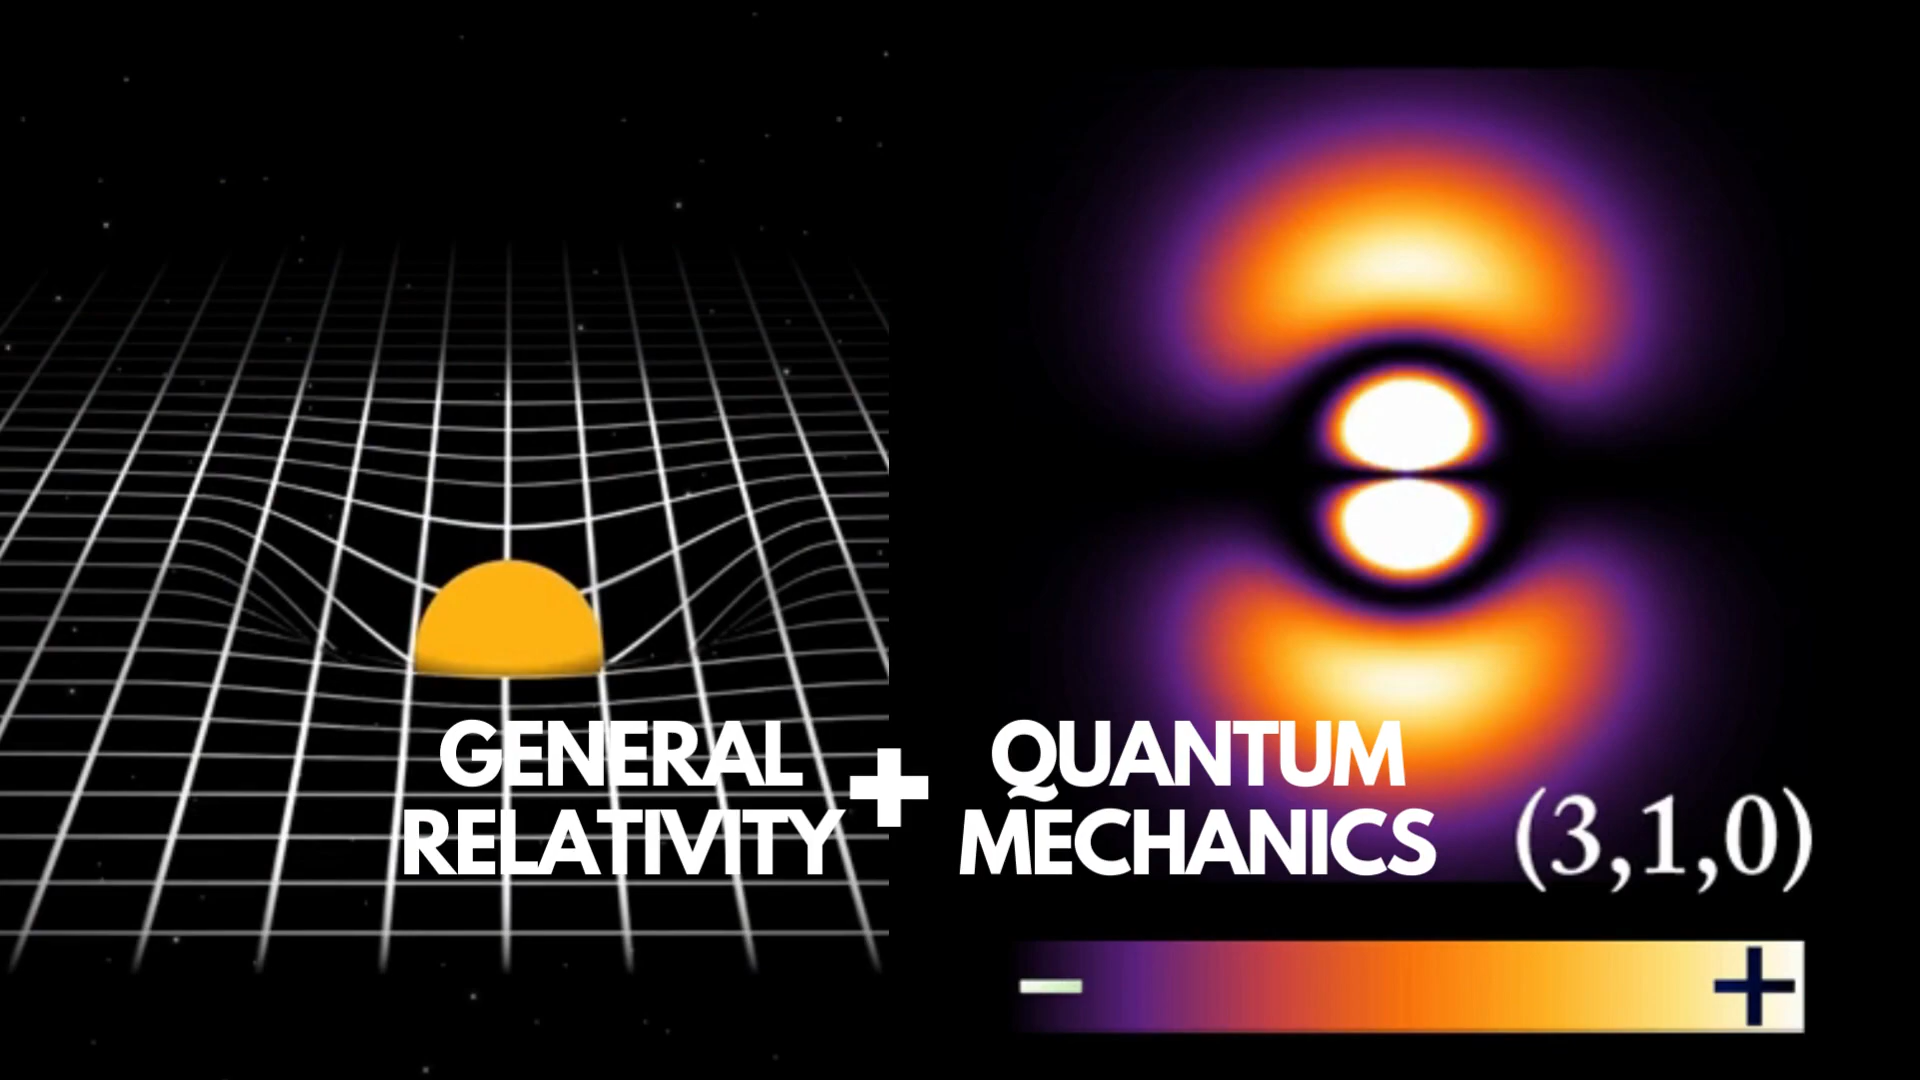 GENERAL
RELATIVITY
+
QUANTUM
MECHANICS
(3,1,0)
− +